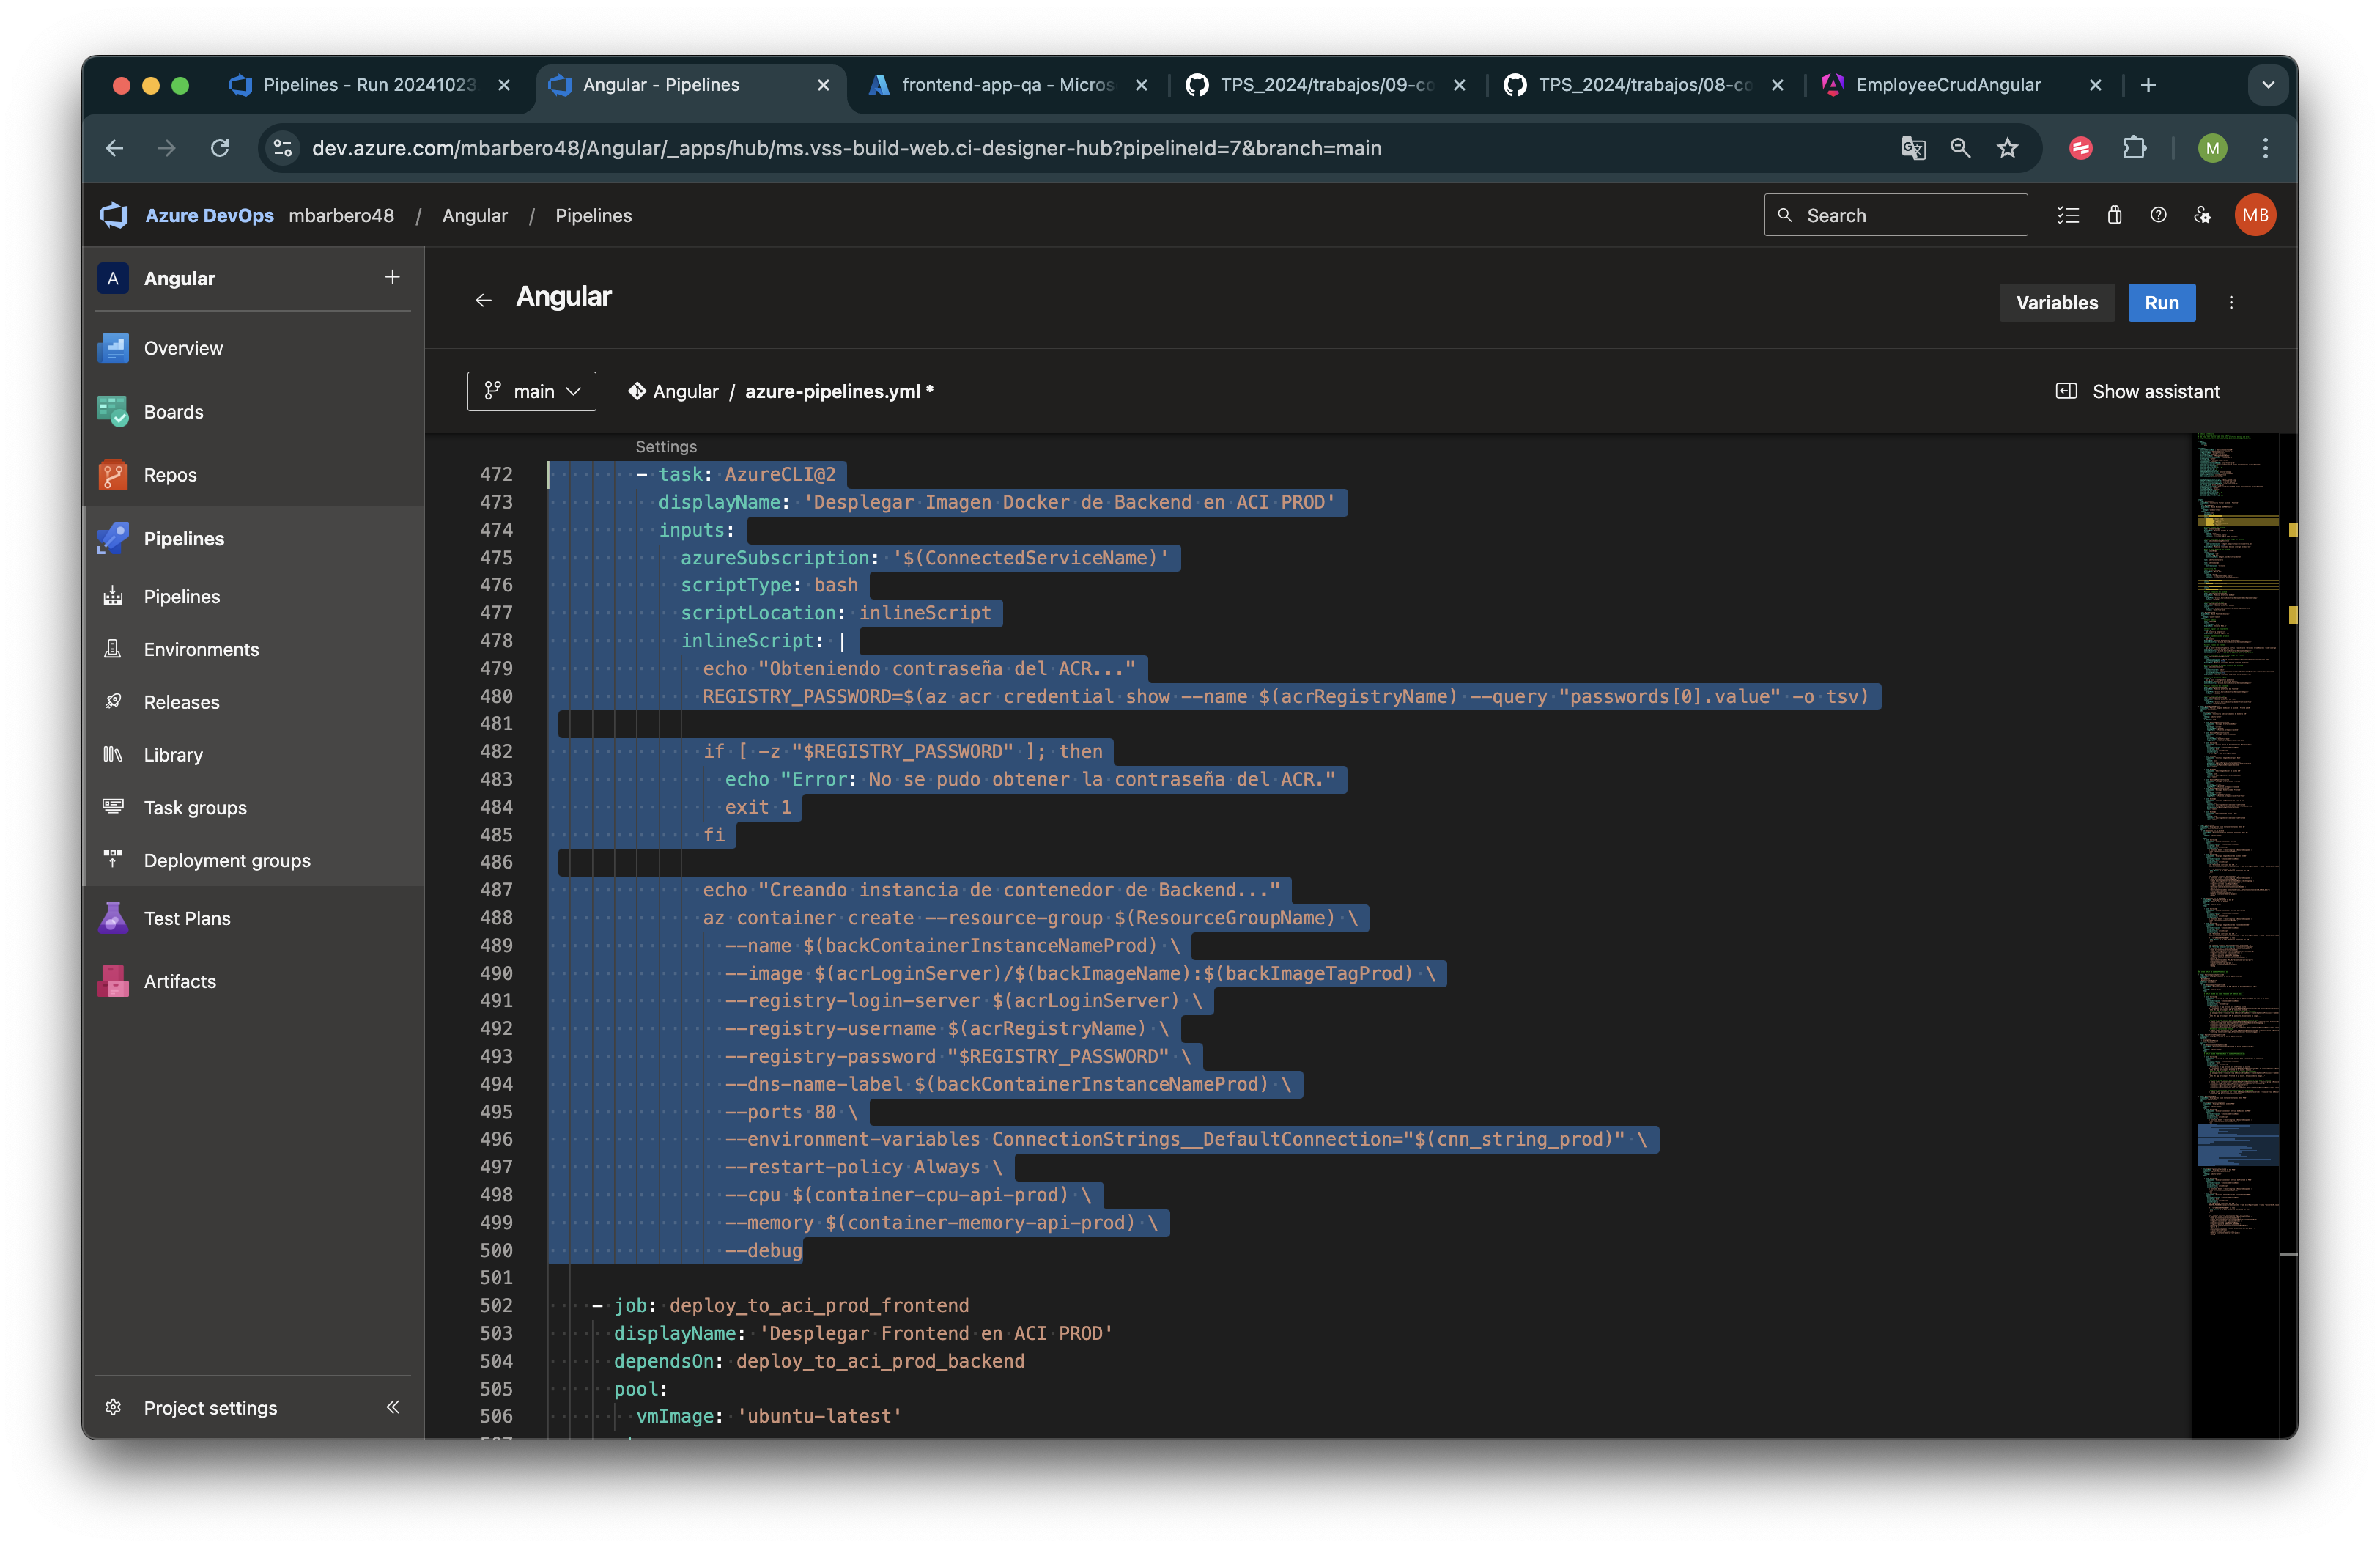 Pipelines - Run 20241023
Angular - Pipelines
frontend-app-qa - Micros
TPS_2024/trabajos/09-co
TPS_2024/trabajos/08-co
EmployeeCrudAngular
dev.azure.com/mbarbero48/Angular/_apps/hub/ms.vss-build-web.ci-designer-hub?pipelineId=7&branch=main
M
Azure DevOps mbarbero48 / Angular / Pipelines
Search
MB
A Angular
Overview
Boards
Repos
Pipelines
Pipelines
Environments
Releases
Library
Task groups
Deployment groups
Test Plans
Artifacts
Project settings
Angular
Variables
Run
main
Angular / azure-pipelines.yml *
Show assistant
Settings
472 - task: AzureCLI@2
473 displayName: 'Desplegar Imagen Docker de Backend en ACI PROD'
474 inputs:
475 azureSubscription: '$(ConnectedServiceName)'
476 scriptType: bash
477 scriptLocation: inlineScript
478 inlineScript: |
479 echo "Obteniendo contraseña del ACR..."
480 REGISTRY_PASSWORD=$(az acr credential show --name $(acrRegistryName) --query "passwords[0].value" -o tsv)
481
482 if [ -z "$REGISTRY_PASSWORD" ]; then
483 echo "Error: No se pudo obtener la contraseña del ACR."
484 exit 1
485 fi
486
487 echo "Creando instancia de contenedor de Backend..."
488 az container create --resource-group $(ResourceGroupName) \
489 --name $(backContainerInstanceNameProd) \
490 --image $(acrLoginServer)/$(backImageName):$(backImageTagProd) \
491 --registry-login-server $(acrLoginServer) \
492 --registry-username $(acrRegistryName) \
493 --registry-password "$REGISTRY_PASSWORD" \
494 --dns-name-label $(backContainerInstanceNameProd) \
495 --ports 80 \
496 --environment-variables ConnectionStrings__DefaultConnection="$(cnn_string_prod)" \
497 --restart-policy Always \
498 --cpu $(container-cpu-api-prod) \
499 --memory $(container-memory-api-prod) \
500 --debug
501
502 - job: deploy_to_aci_prod_frontend
503 displayName: 'Desplegar Frontend en ACI PROD'
504 dependsOn: deploy_to_aci_prod_backend
505 pool:
506 vmImage: 'ubuntu-latest'